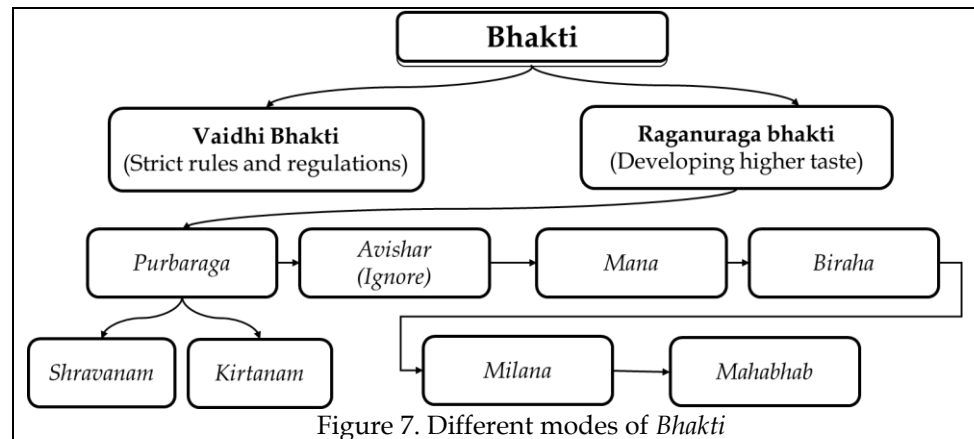 Bhakti
Vaidhi Bhakti
(Strict rules and regulations)
Raganuraga bhakti
(Developing higher taste)
Purbaraga
Avishar
(Ignore)
Mana
Biraha
Shravanam
Kirtanam
Milana
Mahabhab
Figure 7. Different modes of Bhakti